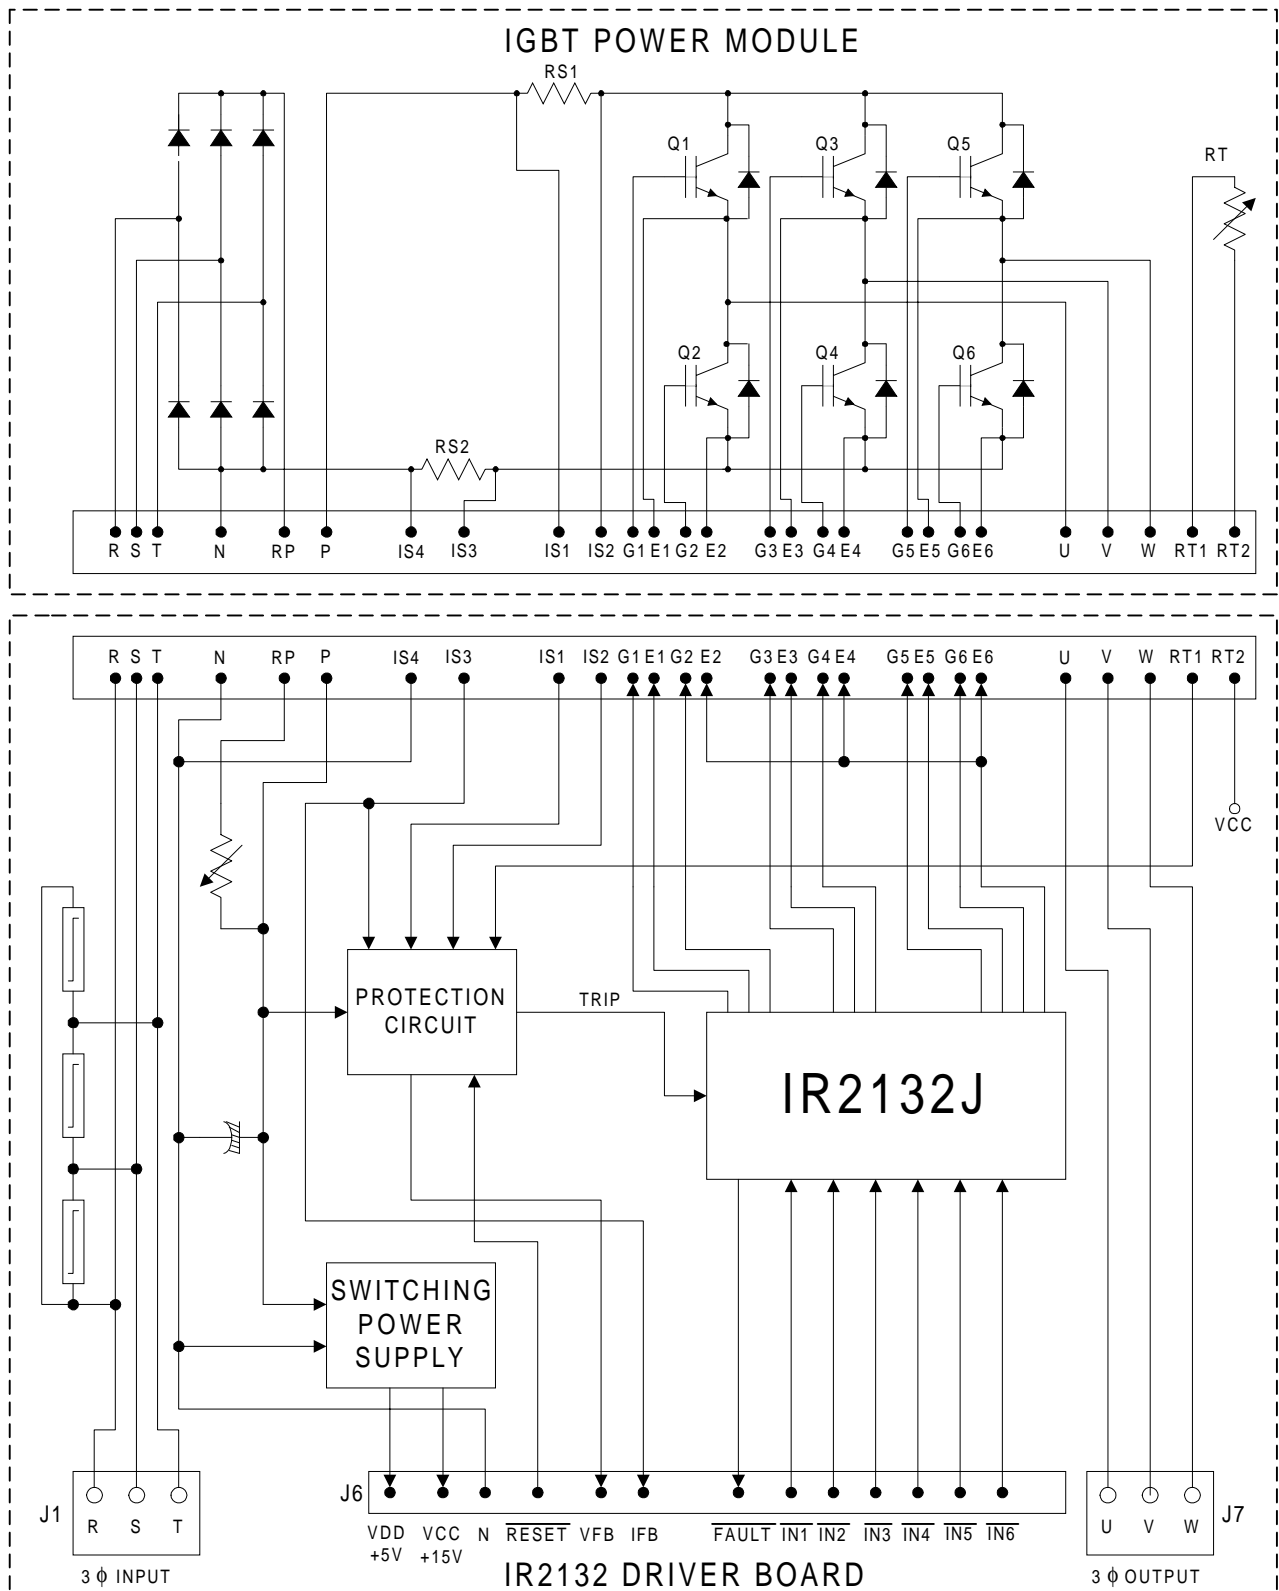 IGBT POWER MODULE
RS1
Q1 Q3 Q5
RT
Q2 Q4 Q6
RS2
R S T N RP P IS4 IS3 IS1 IS2 G1 E1 G2 E2 G3 E3 G4 E4 G5 E5 G6 E6 U V W RT1 RT2
R S T N RP P IS4 IS3 IS1 IS2 G1 E1 G2 E2 G3 E3 G4 E4 G5 E5 G6 E6 U V W RT1 RT2
VCC
PROTECTION
CIRCUIT
TRIP
IR2132J
SWITCHING
POWER
SUPPLY
J1
R S T
3 ϕ INPUT
J6
VDD
+5V
VCC
+15V
N RESET VFB IFB FAULT IN1 IN2 IN3 IN4 IN5 IN6
U V W
J7
3 ϕ OUTPUT
IR2132 DRIVER BOARD